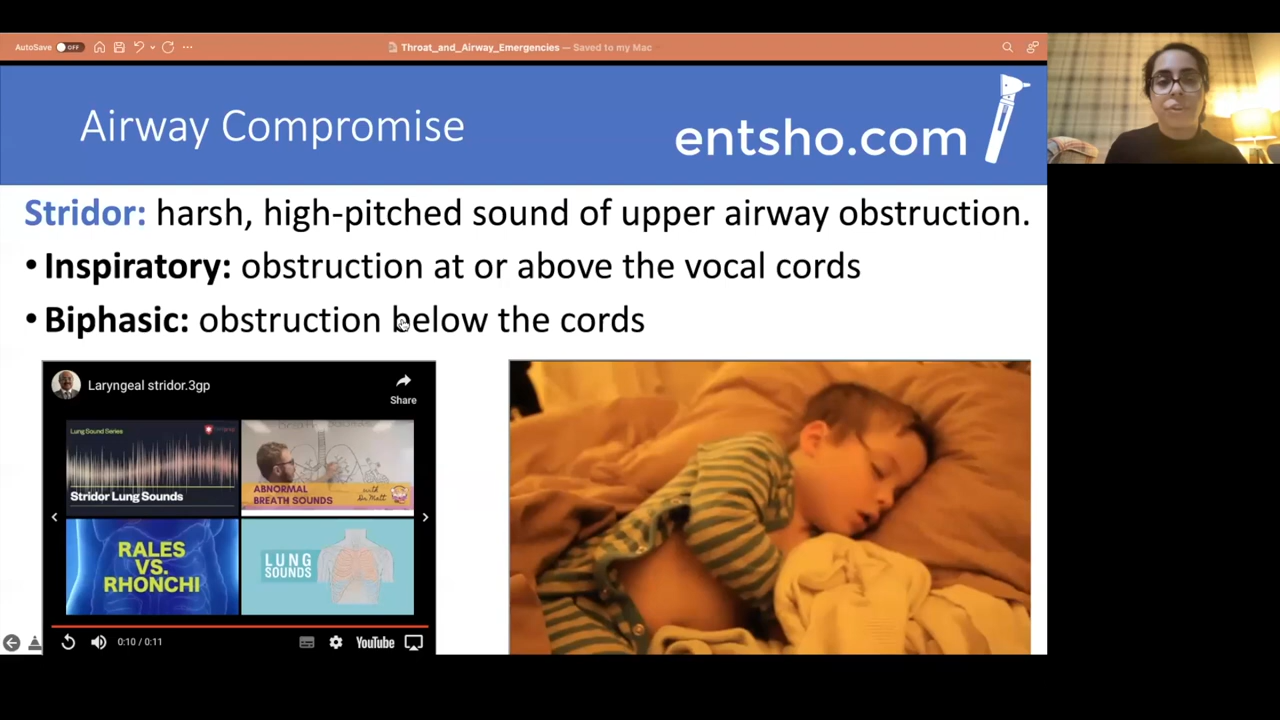 AutoSave OFF
Throat_and_Airway_Emergencies — Saved to my Mac
Airway Compromise
entsho.com
Stridor: harsh, high-pitched sound of upper airway obstruction.
• Inspiratory: obstruction at or above the vocal cords
• Biphasic: obstruction below the cords
Laryngeal stridor.3gp
Share
Lung Sound Series
Stridor Lung Sounds
ABNORMAL
BREATH SOUNDS
with
Dr. Matt
RALES
VS.
RHONCHI
LUNG
SOUNDS
0:10 / 0:11
YouTube